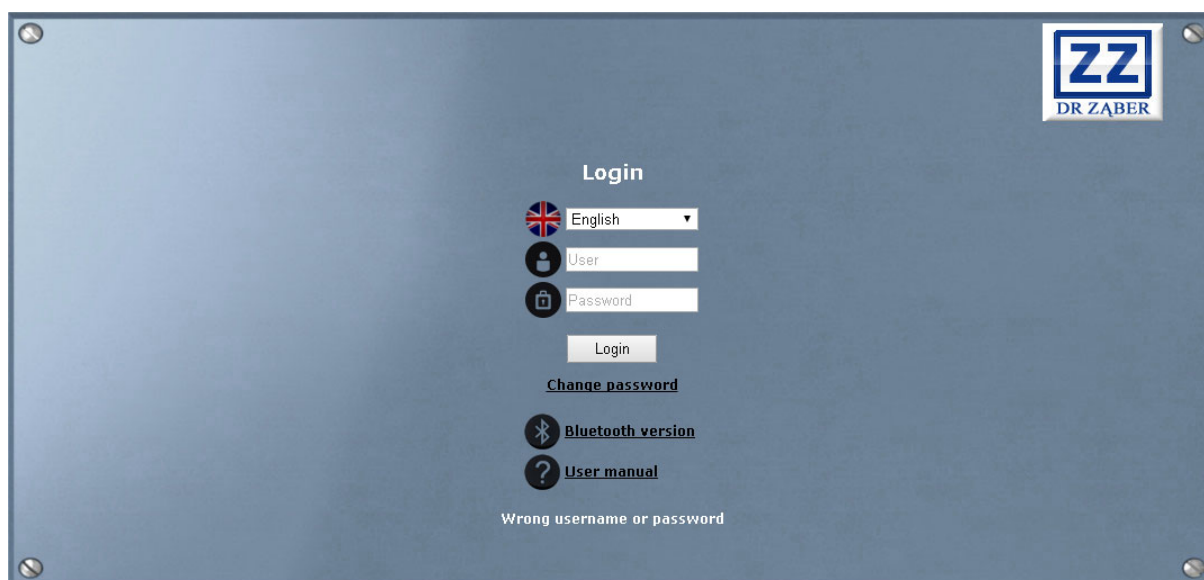 ZZ
DR ZĄBER
Login
English
User
Password
Login
Change password
Bluetooth version
? User manual
Wrong username or password